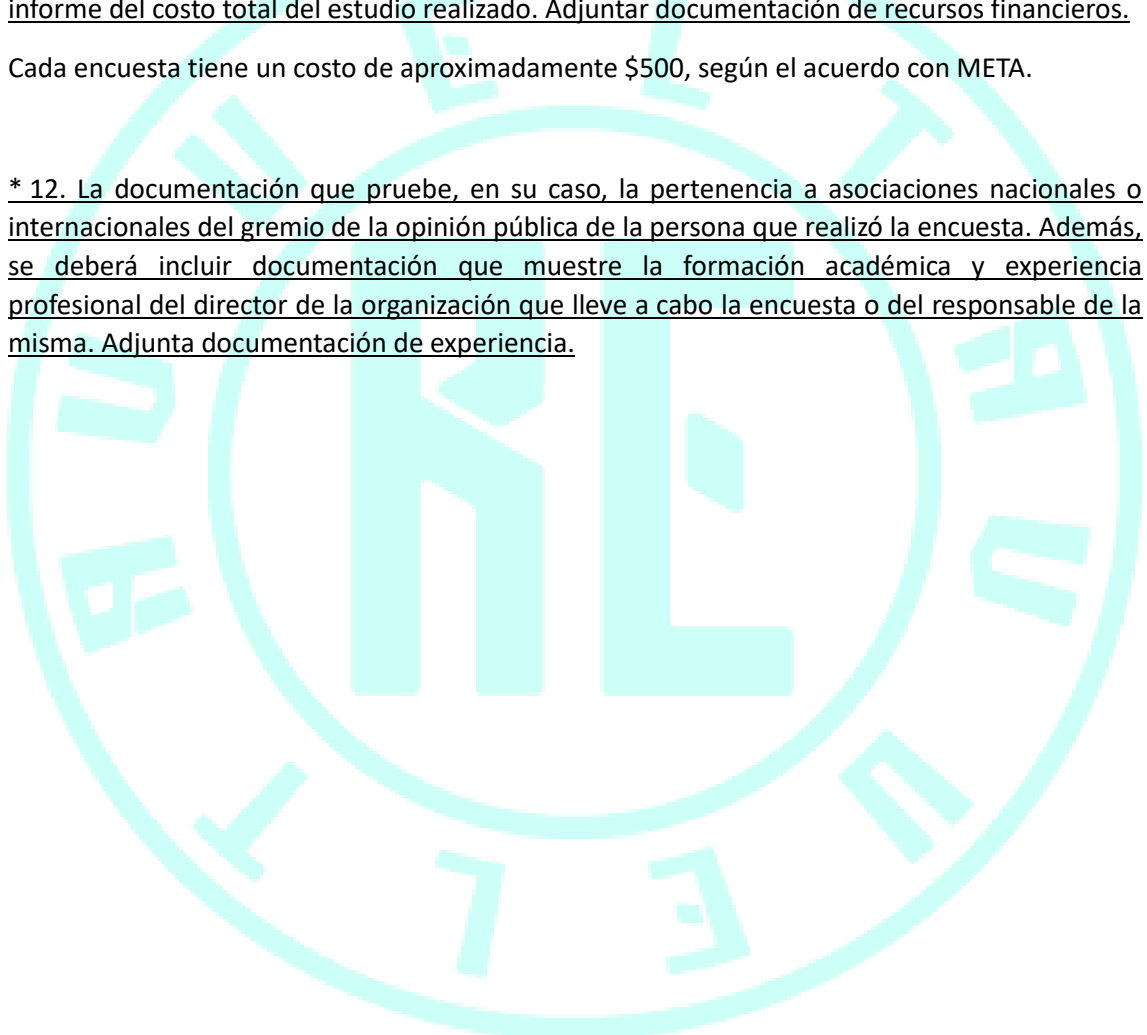 informe del costo total del estudio realizado. Adjuntar documentación de recursos financieros.
Cada encuesta tiene un costo de aproximadamente $500, según el acuerdo con META.
* 12. La documentación que pruebe, en su caso, la pertenencia a asociaciones nacionales o
internacionales del gremio de la opinión pública de la persona que realizó la encuesta. Además,
se deberá incluir documentación que muestre la formación académica y experiencia
profesional del director de la organización que lleve a cabo la encuesta o del responsable de la
misma. Adjunta documentación de experiencia.
RE